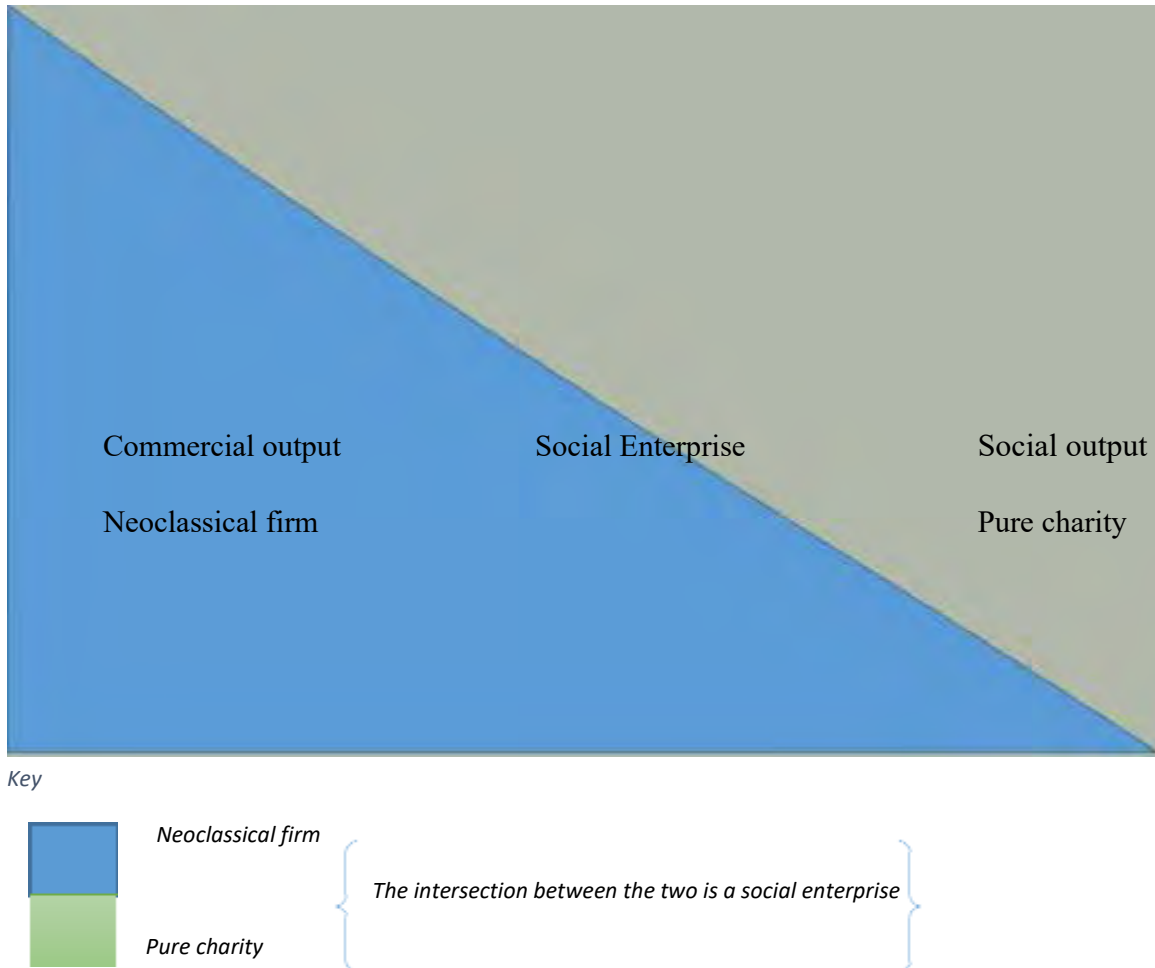 Commercial output Social Enterprise Social output
Neoclassical firm Pure charity
Key
Neoclassical firm
The intersection between the two is a social enterprise
Pure charity